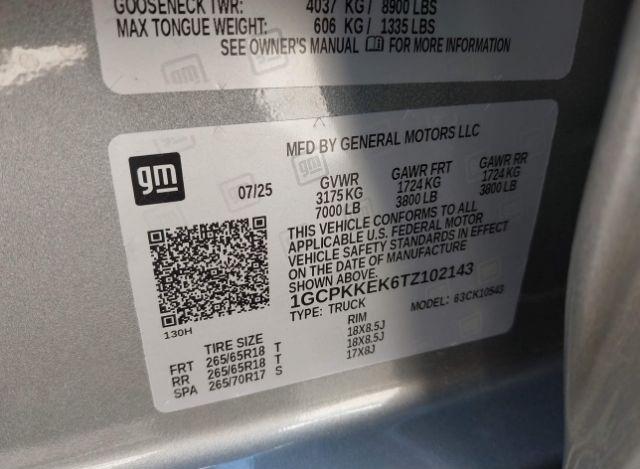 GOOSENECK TWR: 4037 KG / 8900 LBS
MAX TONGUE WEIGHT: 606 KG / 1335 LBS
SEE OWNER'S MANUAL FOR MORE INFORMATION
gm
MFD BY GENERAL MOTORS LLC
07/25
GVWR GAWR FRT GAWR RR
3175 KG 1724 KG 1724 KG
7000 LB 3800 LB 3800 LB
THIS VEHICLE CONFORMS TO ALL
APPLICABLE U.S. FEDERAL MOTOR
VEHICLE SAFETY STANDARDS IN EFFECT
ON THE DATE OF MANUFACTURE
SHOWN ABOVE.
1GCPKKEK6TZ102143
TYPE: TRUCK MODEL: 63CK10543
130H
TIRE SIZE RIM
FRT 265/65R18 T 18X8.5J
RR 265/65R18 T 18X8.5J
SPA 265/70R17 S 17X8J